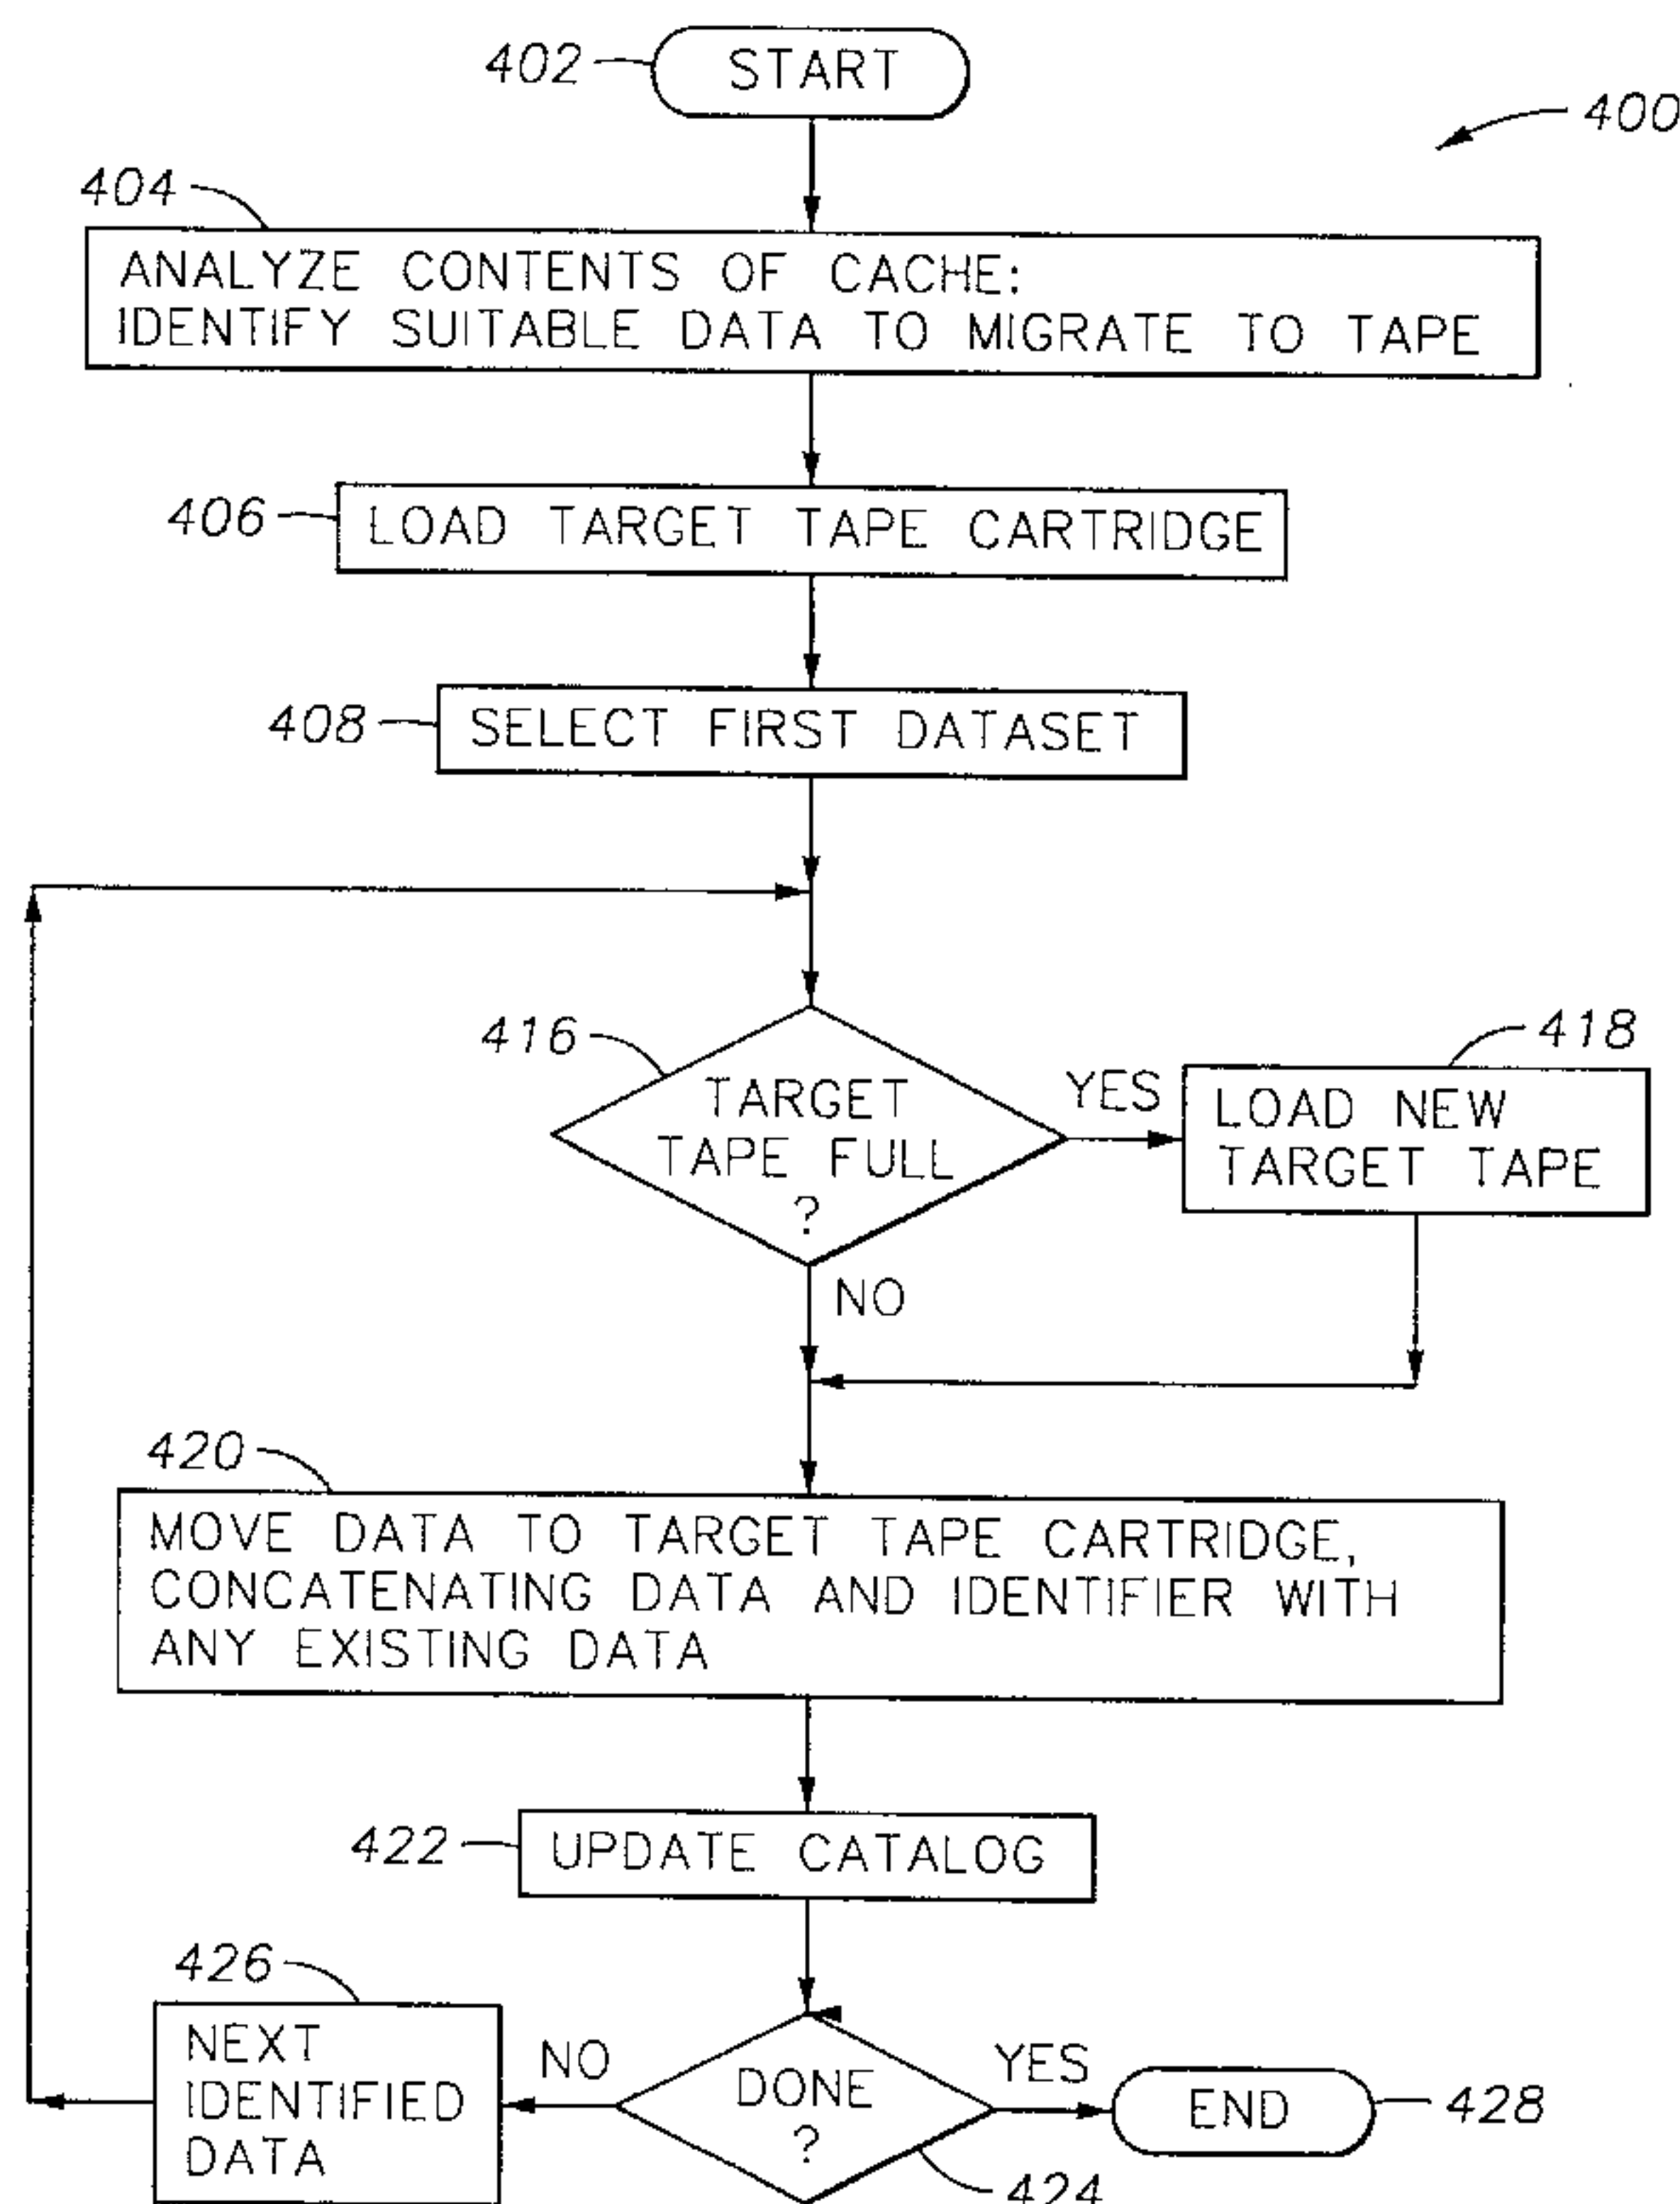 402
START
400
404
ANALYZE CONTENTS OF CACHE:
IDENTIFY SUITABLE DATA TO MIGRATE TO TAPE
406
LOAD TARGET TAPE CARTRIDGE
408
SELECT FIRST DATASET
416
TARGET
TAPE FULL
?
YES
418
LOAD NEW
TARGET TAPE
NO
420
MOVE DATA TO TARGET TAPE CARTRIDGE,
CONCATENATING DATA AND IDENTIFIER WITH
ANY EXISTING DATA
422
UPDATE CATALOG
426
NEXT
IDENTIFIED
DATA
NO
DONE
?
YES
END
428
424